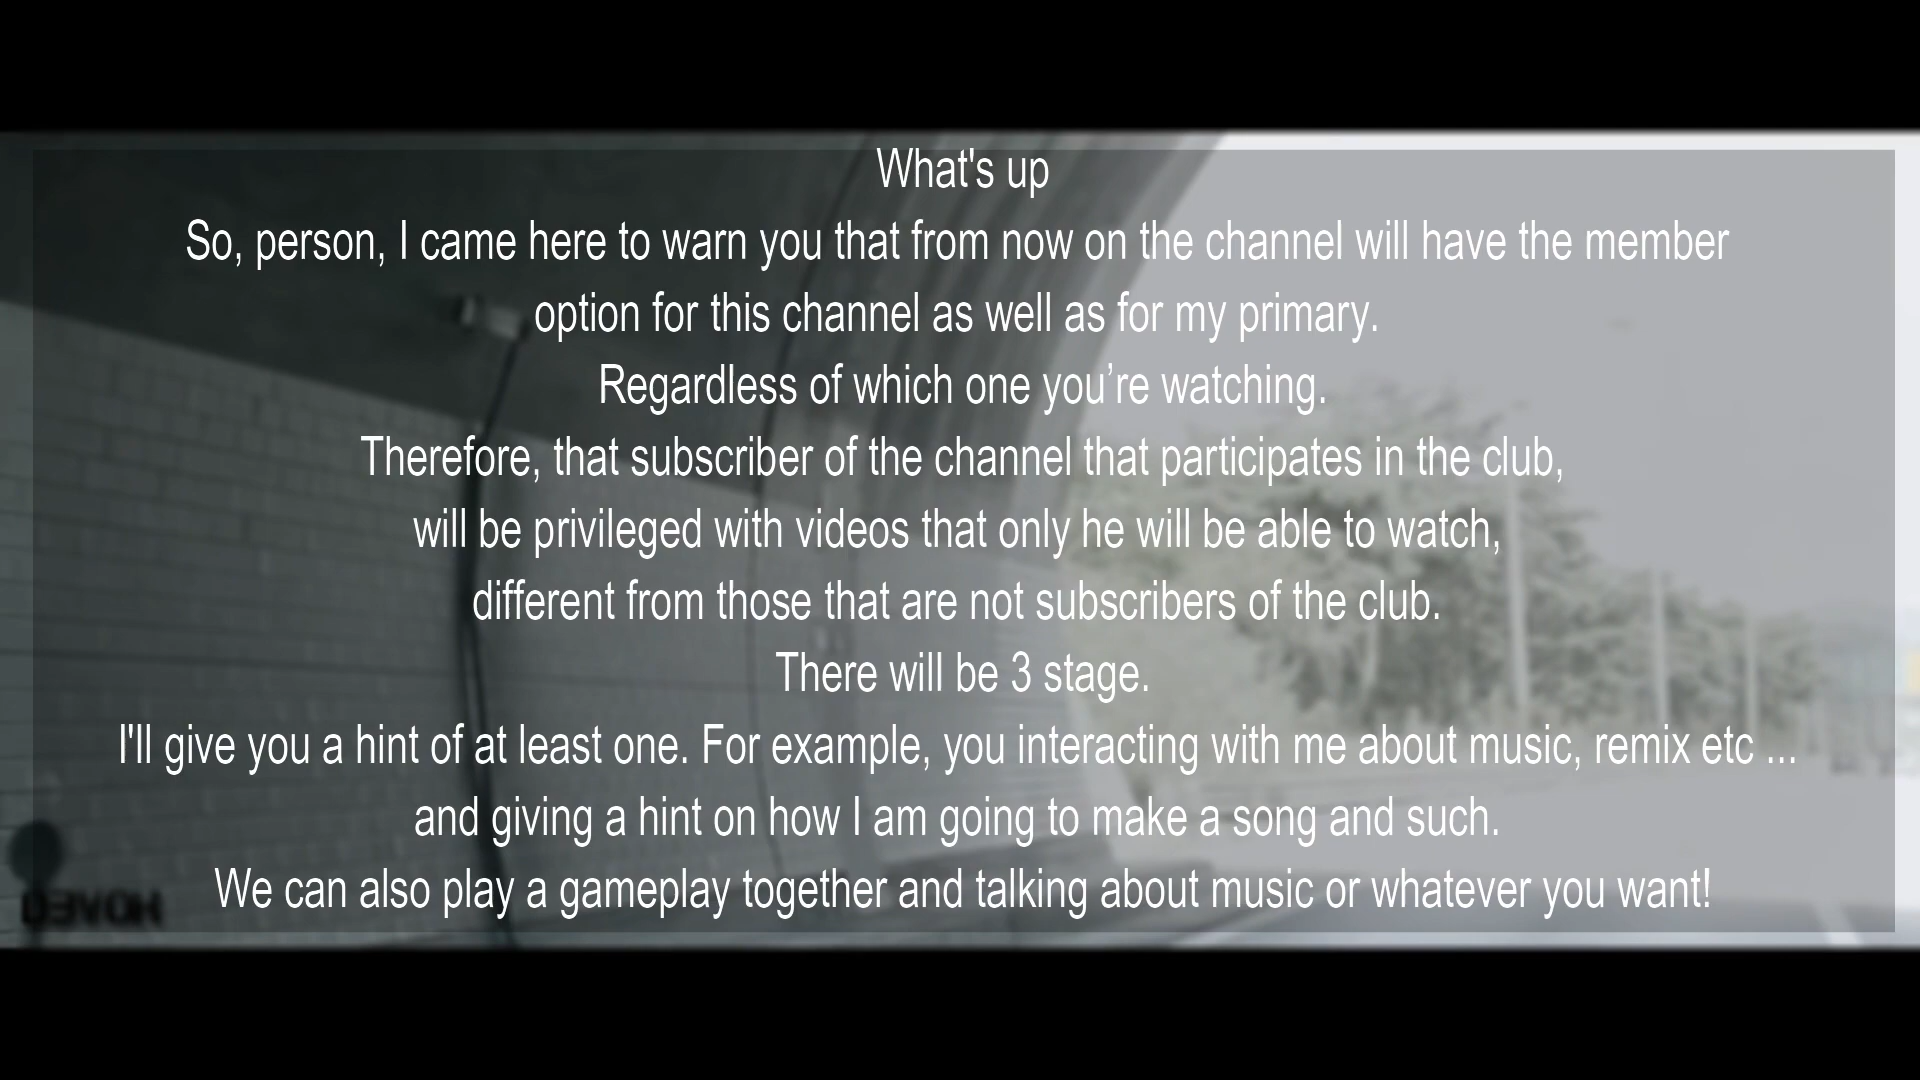 What's up
So, person, I came here to warn you that from now on the channel will have the member
option for this channel as well as for my primary.
Regardless of which one you’re watching.
Therefore, that subscriber of the channel that participates in the club,
will be privileged with videos that only he will be able to watch,
different from those that are not subscribers of the club.
There will be 3 stage.
I'll give you a hint of at least one. For example, you interacting with me about music, remix etc ...
and giving a hint on how I am going to make a song and such.
We can also play a gameplay together and talking about music or whatever you want!